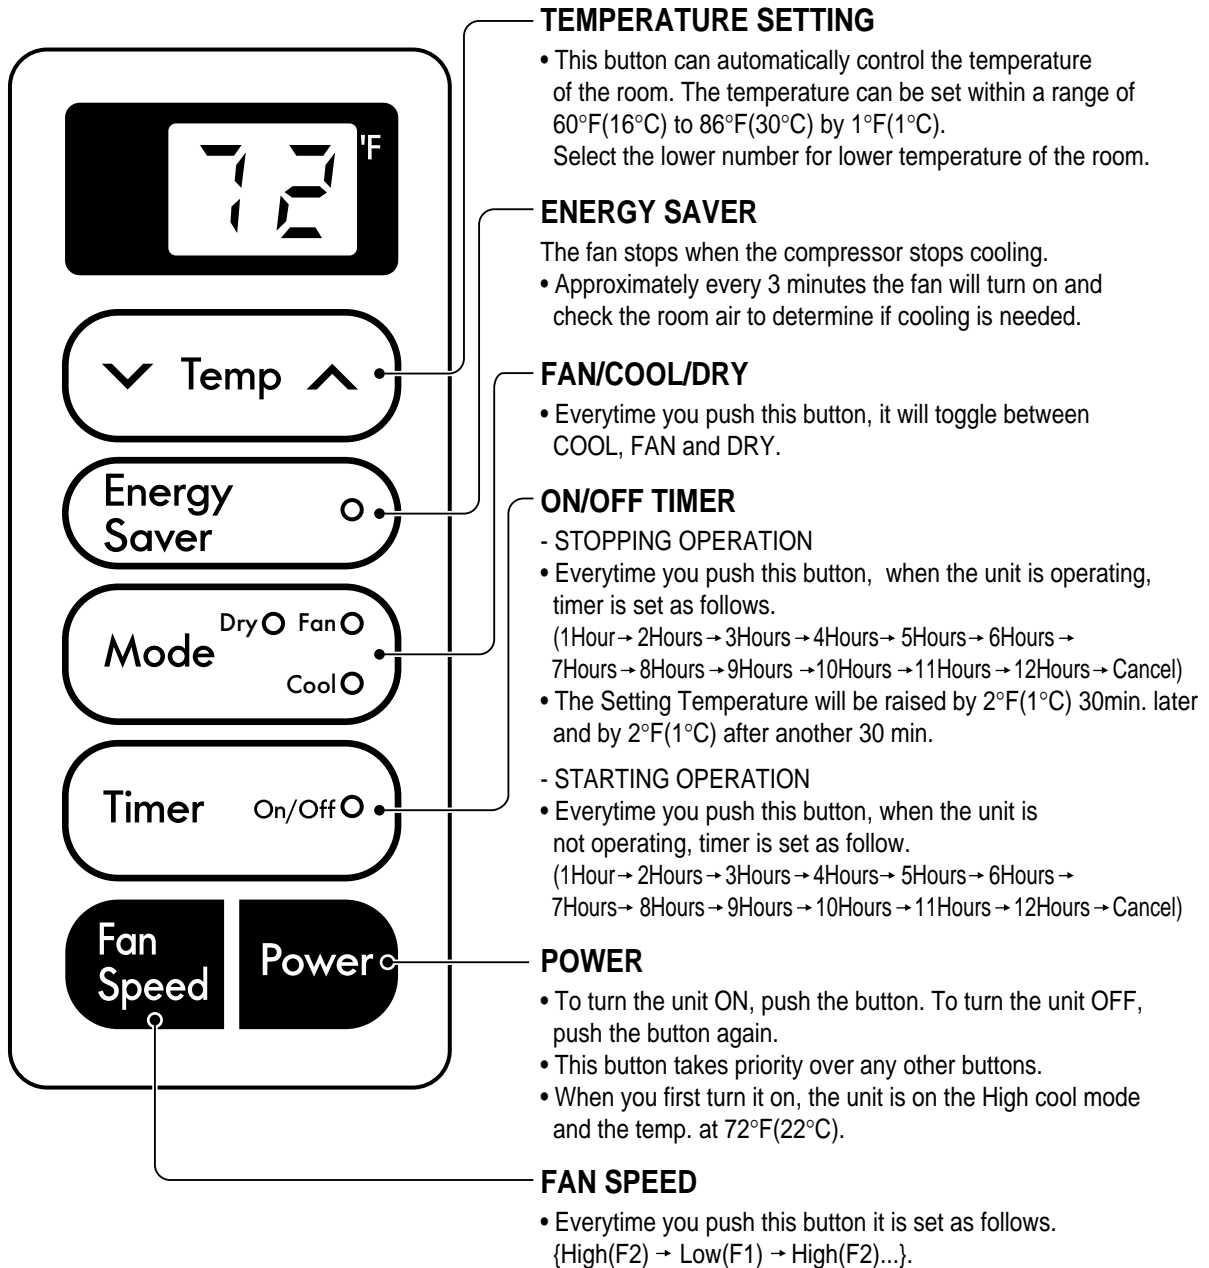 72 'F
Temp
Energy
Saver
Dry Fan
Mode
Cool
Timer On/Off
Fan
Speed
Power
TEMPERATURE SETTING
• This button can automatically control the temperature
of the room. The temperature can be set within a range of
60°F(16°C) to 86°F(30°C) by 1°F(1°C).
Select the lower number for lower temperature of the room.
ENERGY SAVER
The fan stops when the compressor stops cooling.
• Approximately every 3 minutes the fan will turn on and
check the room air to determine if cooling is needed.
FAN/COOL/DRY
• Everytime you push this button, it will toggle between
COOL, FAN and DRY.
ON/OFF TIMER
- STOPPING OPERATION
• Everytime you push this button, when the unit is operating,
timer is set as follows.
(1Hour→ 2Hours→3Hours→4Hours→ 5Hours→ 6Hours→
7Hours→8Hours→9Hours →10Hours→11Hours→12Hours→ Cancel)
• The Setting Temperature will be raised by 2°F(1°C) 30min. later
and by 2°F(1°C) after another 30 min.
- STARTING OPERATION
• Everytime you push this button, when the unit is
not operating, timer is set as follow.
(1Hour→ 2Hours→3Hours→4Hours→ 5Hours→ 6Hours→
7Hours→ 8Hours→9Hours→10Hours→11Hours→12Hours→Cancel)
POWER
• To turn the unit ON, push the button. To turn the unit OFF,
push the button again.
• This button takes priority over any other buttons.
• When you first turn it on, the unit is on the High cool mode
and the temp. at 72°F(22°C).
FAN SPEED
• Everytime you push this button it is set as follows.
{High(F2) → Low(F1) → High(F2)...}.